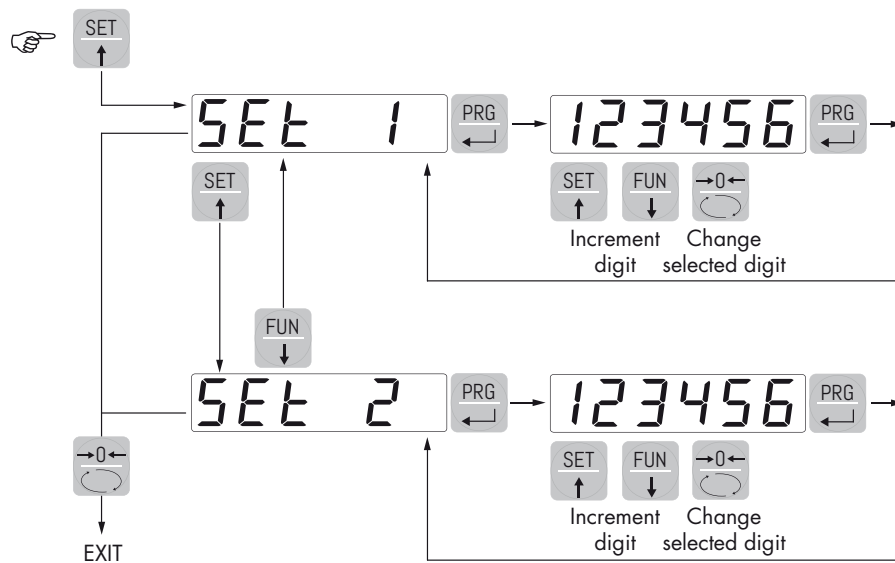 SET
SEt 1
PRG
123456
PRG
SET
SET
FUN
→0←
Increment
digit
Change
selected digit
FUN
SEt 2
PRG
123456
PRG
→0←
SET
FUN
→0←
Increment
digit
Change
selected digit
EXIT